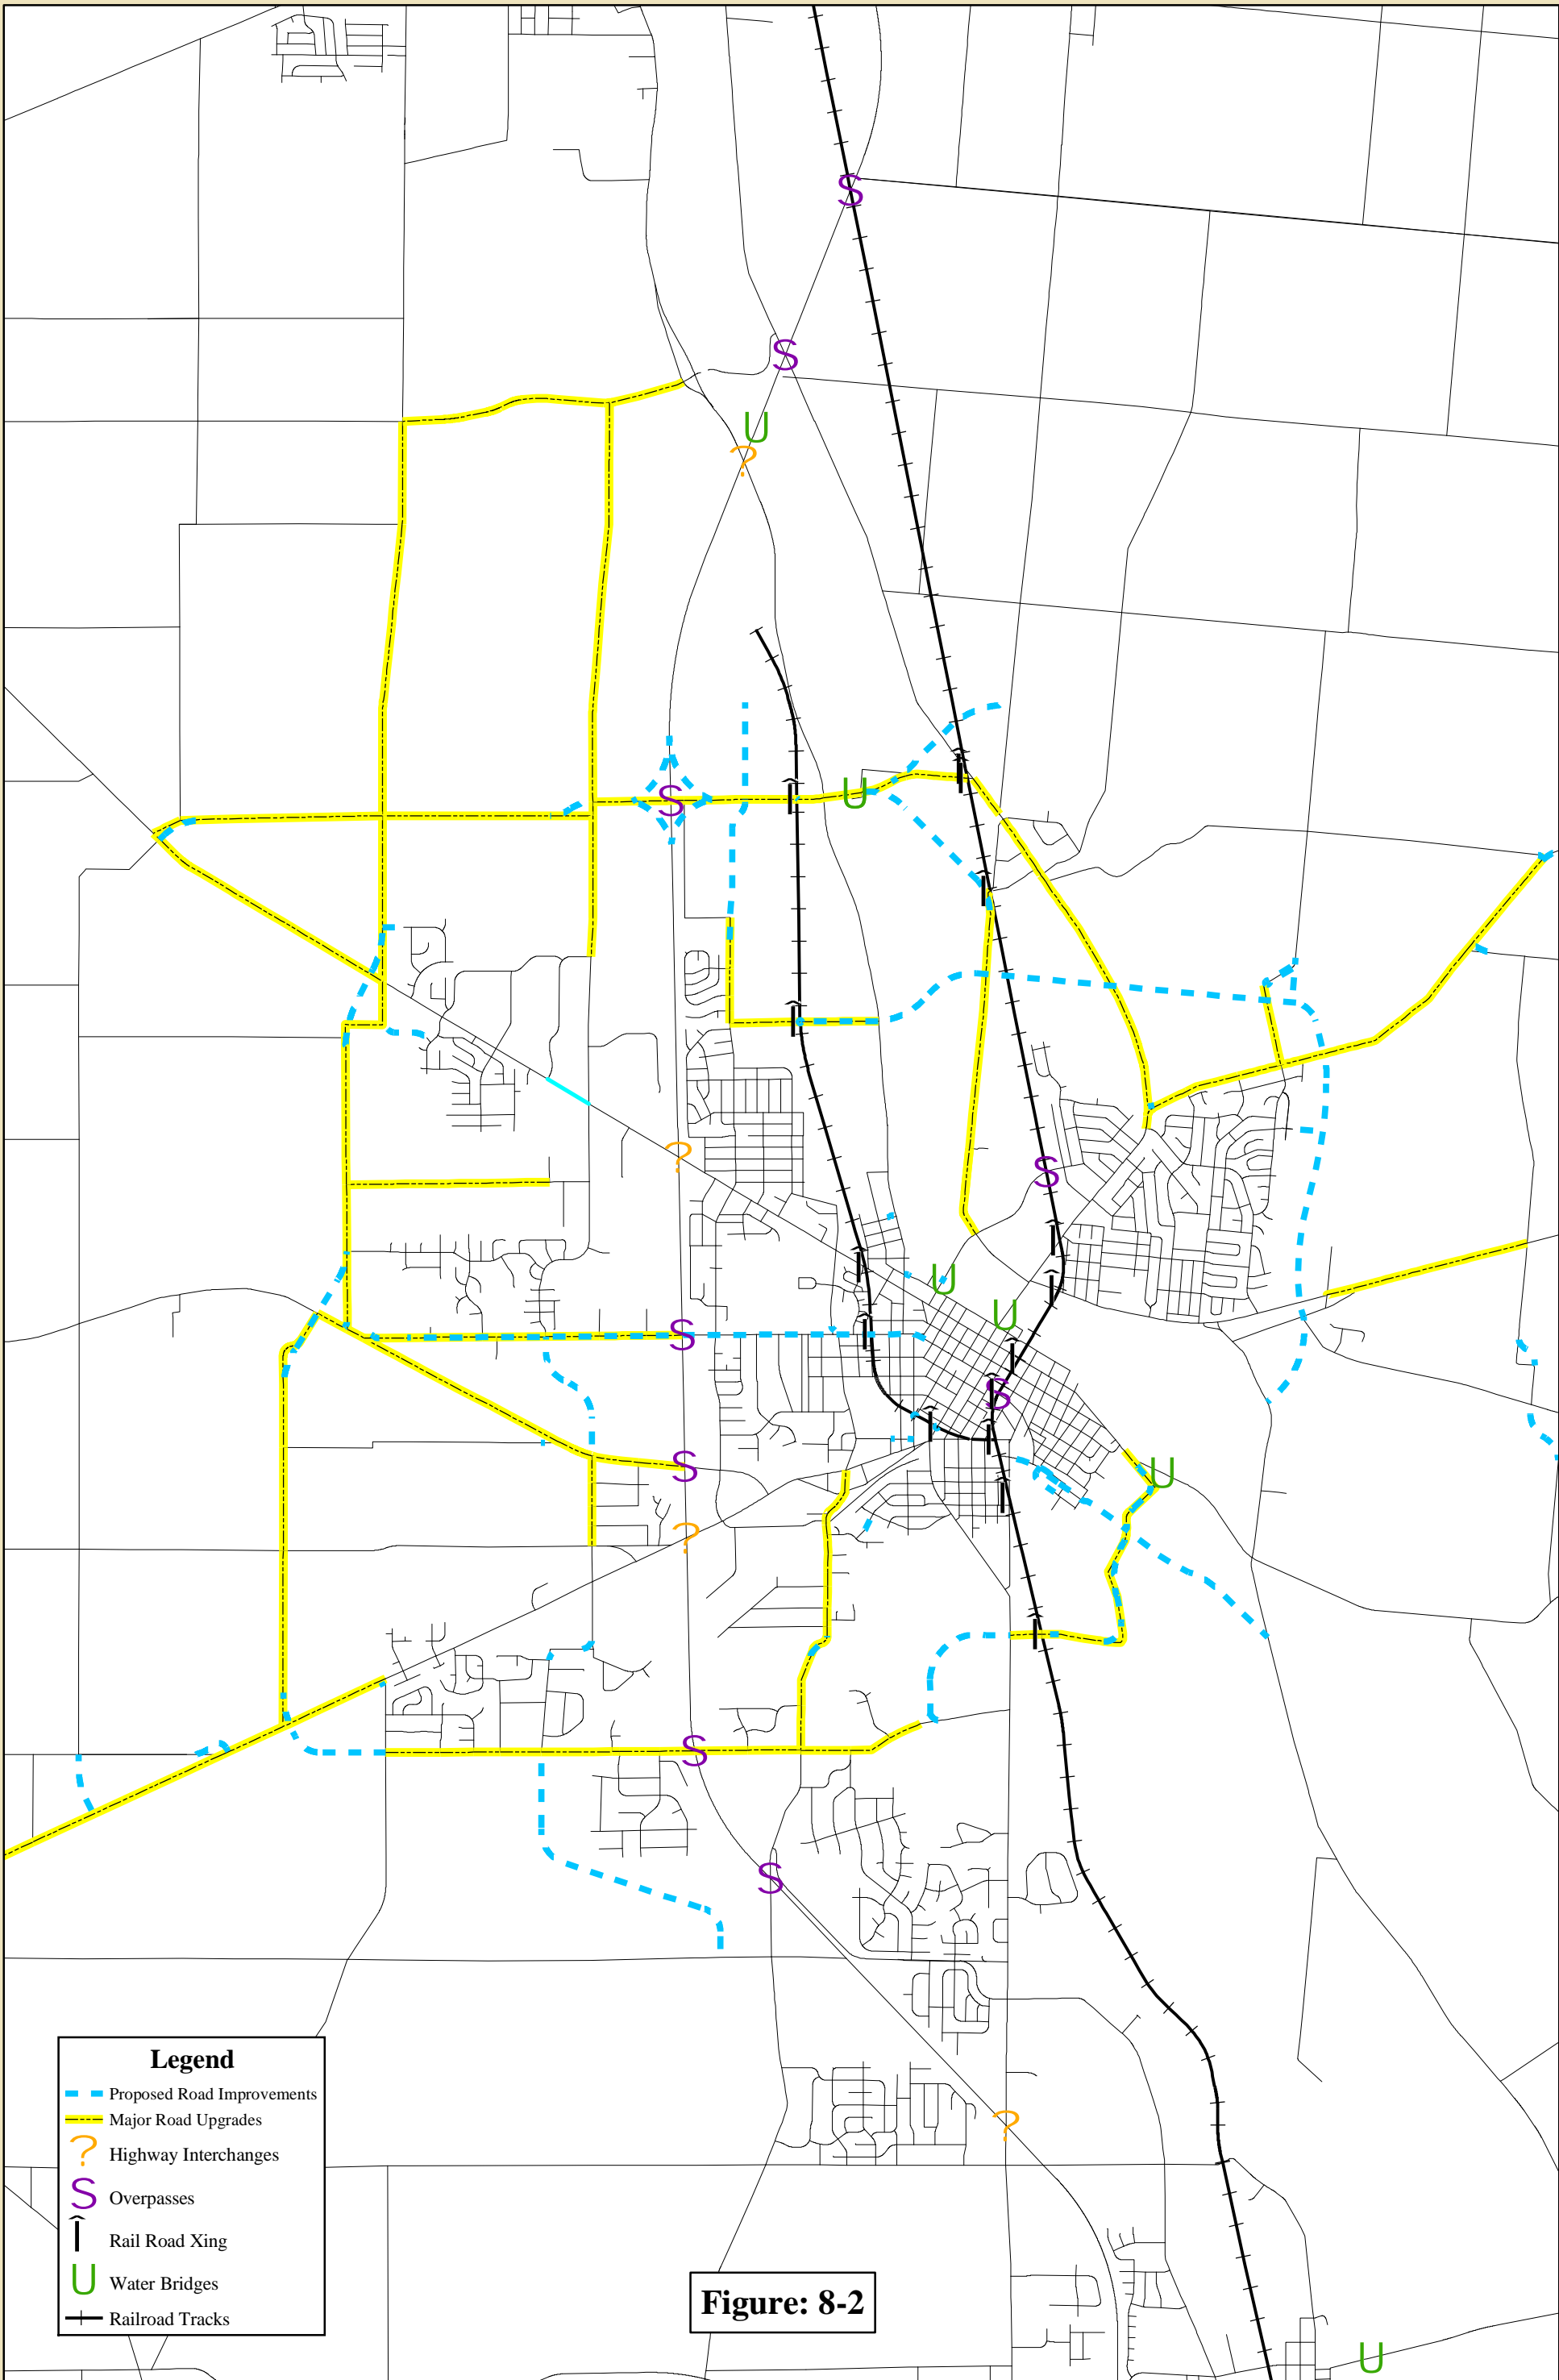 Legend
Proposed Road Improvements
Major Road Upgrades
? Highway Interchanges
S Overpasses
Î Rail Road Xing
U Water Bridges
Railroad Tracks
Figure: 8-2